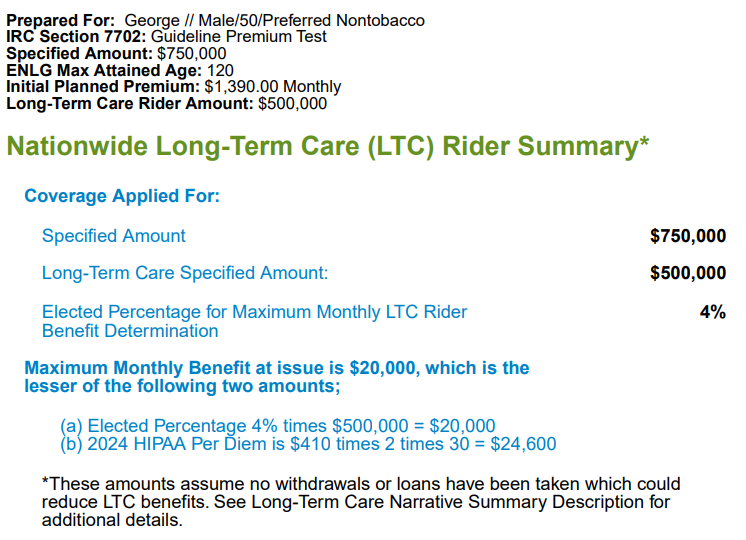 Prepared For: George // Male/50/Preferred Nontobacco
IRC Section 7702: Guideline Premium Test
Specified Amount: $750,000
ENLG Max Attained Age: 120
Initial Planned Premium: $1,390.00 Monthly
Long-Term Care Rider Amount: $500,000
Nationwide Long-Term Care (LTC) Rider Summary*
Coverage Applied For:
Specified Amount $750,000
Long-Term Care Specified Amount: $500,000
Elected Percentage for Maximum Monthly LTC Rider 4%
Benefit Determination
Maximum Monthly Benefit at issue is $20,000, which is the
lesser of the following two amounts;
(a) Elected Percentage 4% times $500,000 = $20,000
(b) 2024 HIPAA Per Diem is $410 times 2 times 30 = $24,600
*These amounts assume no withdrawals or loans have been taken which could
reduce LTC benefits. See Long-Term Care Narrative Summary Description for
additional details.